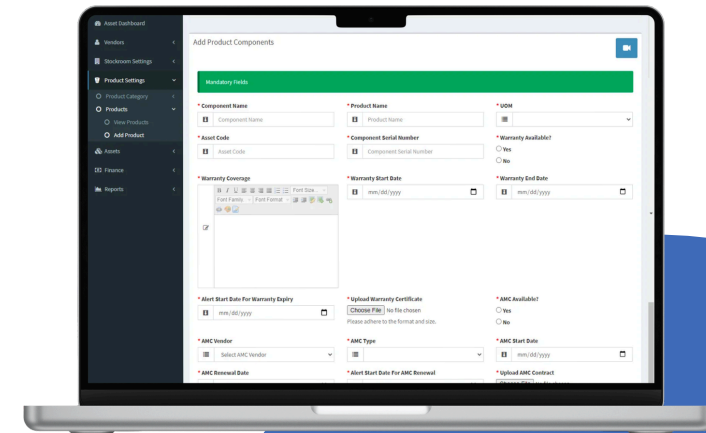 Asset Dashboard
Vendors
Stockroom Settings
Product Settings
Product Category
Products
View Products
Add Product
Assets
Finance
Reports
Add Product Components
Mandatory Fields
* Component Name * Product Name * UOM
Component Name Product Name
* Asset Code * Component Serial Number * Warranty Available?
Asset Code Component Serial Number Yes
No
* Warranty Coverage * Warranty Start Date * Warranty End Date
B I U Font Size... mm/dd/yyyy mm/dd/yyyy
Font Family Font Format
* Alert Start Date For Warranty Expiry * Upload Warranty Certificate * AMC Available?
mm/dd/yyyy Choose File No file chosen Yes
Please adhere to the format and size. No
* AMC Vendor * AMC Type * AMC Start Date
Select AMC Vendor mm/dd/yyyy
* AMC Renewal Date * Alert Start Date For AMC Renewal * Upload AMC Contract